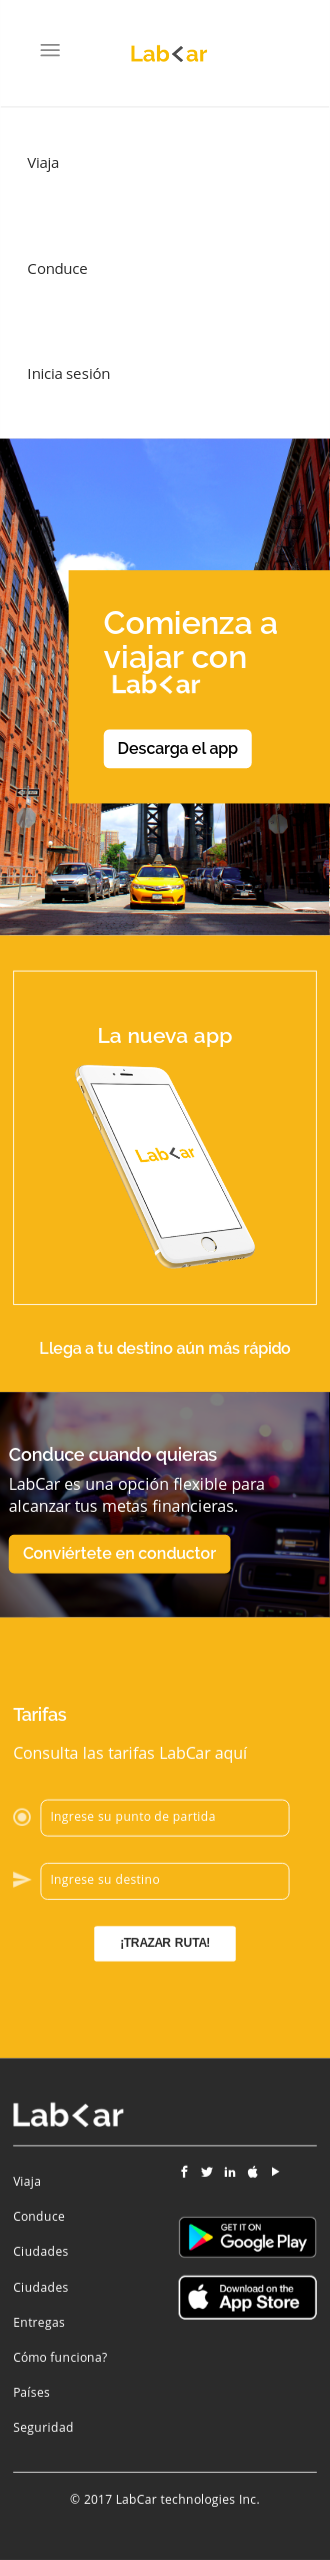 Lab<ar
Viaja
Conduce
Inicia sesión
Comienza a
viajar con
Lab<ar
Descarga el app
La nueva app
Lab<ar
Llega a tu destino aún más rápido
Conduce cuando quieras
LabCar es una opción flexible para
alcanzar tus metas financieras.
Conviértete en conductor
Tarifas
Consulta las tarifas LabCar aquí
Ingrese su punto de partida
Ingrese su destino
¡TRAZAR RUTA!
Lab<ar
Viaja
Conduce
Ciudades
Ciudades
Entregas
Cómo funciona?
Países
Seguridad
GET IT ON
Google Play
Download on the
App Store
© 2017 LabCar technologies Inc.